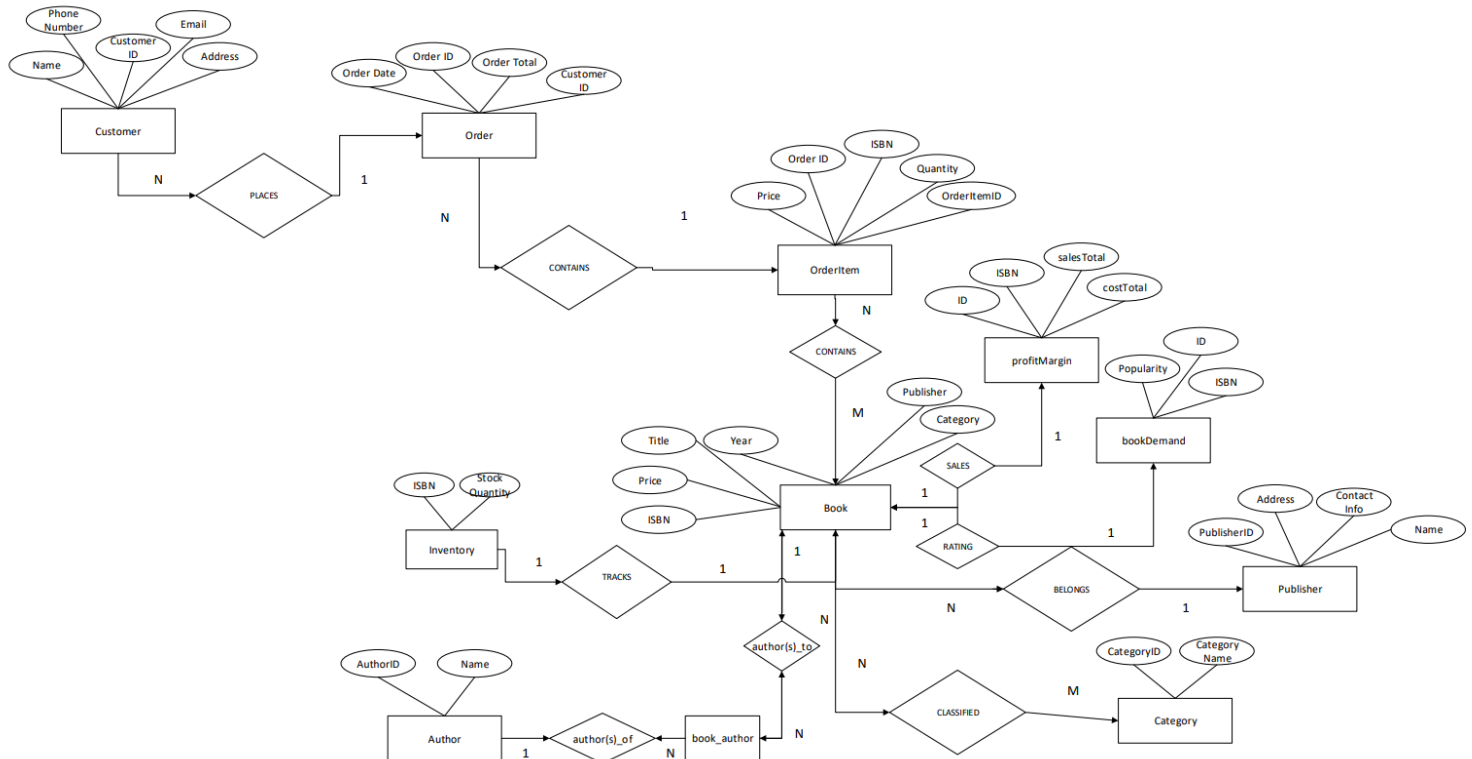 Phone
Number
Email
Customer
ID
Name
Address
Customer
Order Date
Order ID
Order Total
Customer
ID
Order
N
PLACES
1
N
CONTAINS
1
Price
Order ID
ISBN
Quantity
OrderItemID
OrderItem
N
CONTAINS
M
ID
ISBN
salesTotal
costTotal
profitMargin
1
Popularity
ID
ISBN
bookDemand
1
SALES
1
1
RATING
Title
Year
Publisher
Category
Price
ISBN
Book
ISBN
Stock
Quantity
Inventory
1
TRACKS
1
1
N
BELONGS
1
PublisherID
Address
Contact
Info
Name
Publisher
N
author(s)_to
N
N
CLASSIFIED
M
CategoryID
Category
Name
Category
AuthorID
Name
Author
1
author(s)_of
N
book_author